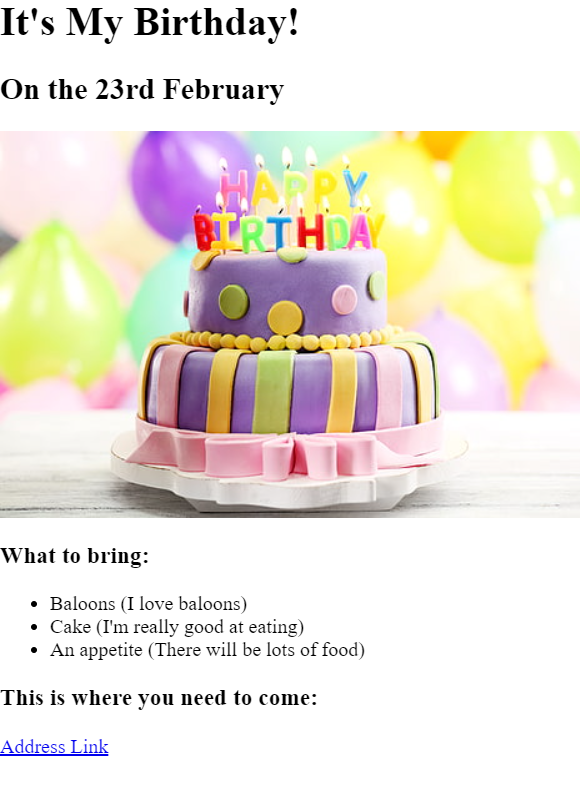 It's My Birthday!
On the 23rd February
HAPPY
BIRTHDAY
What to bring:
Baloons (I love baloons)
Cake (I'm really good at eating)
An appetite (There will be lots of food)
This is where you need to come:
Address Link